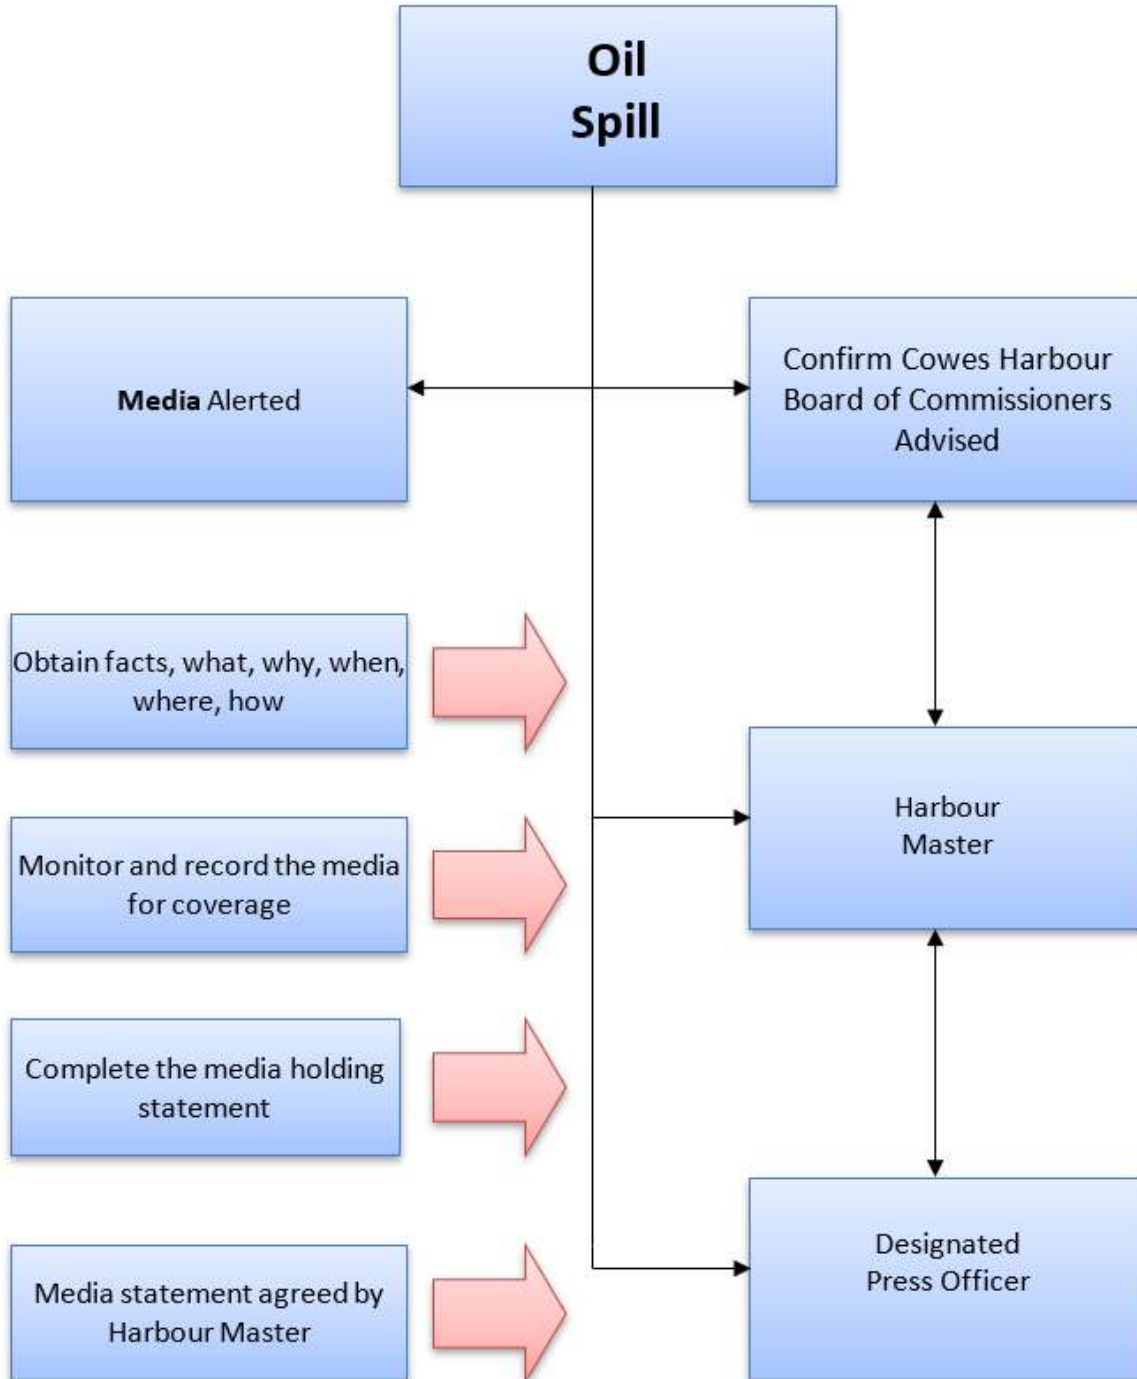 Oil
Spill
Media Alerted
Confirm Cowes Harbour
Board of Commissioners
Advised
Obtain facts, what, why, when,
where, how
Monitor and record the media
for coverage
Harbour
Master
Complete the media holding
statement
Media statement agreed by
Harbour Master
Designated
Press Officer